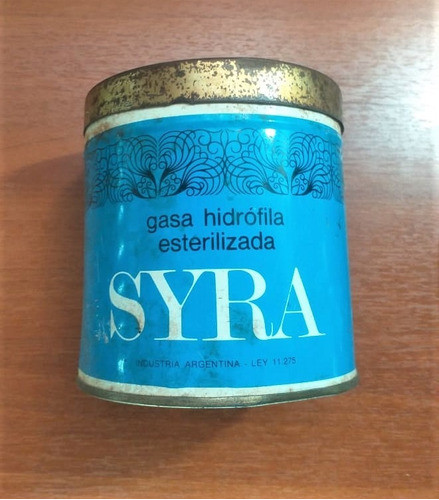 gasa hidrófila
esterilizada
SYRA
INDUSTRIA ARGENTINA - LEY 11.275